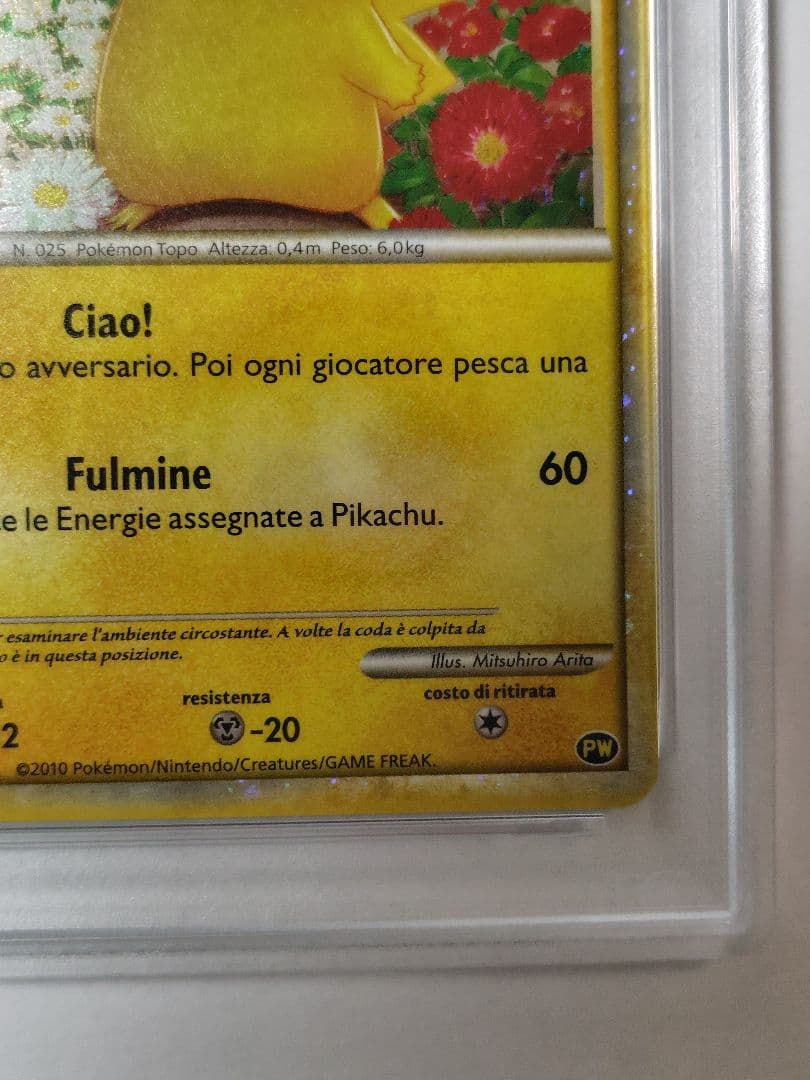 N. 025 Pokémon Topo Altezza: 0,4m Peso: 6,0kg
Ciao!
o avversario. Poi ogni giocatore pesca una
Fulmine 60
e le Energie assegnate a Pikachu.
esaminare l'ambiente circostante. A volte la coda è colpita da
o è in questa posizione.
Illus. Mitsuhiro Arita
resistenza costo di ritirata
2 -20
PW
©2010 Pokémon/Nintendo/Creatures/GAME FREAK.